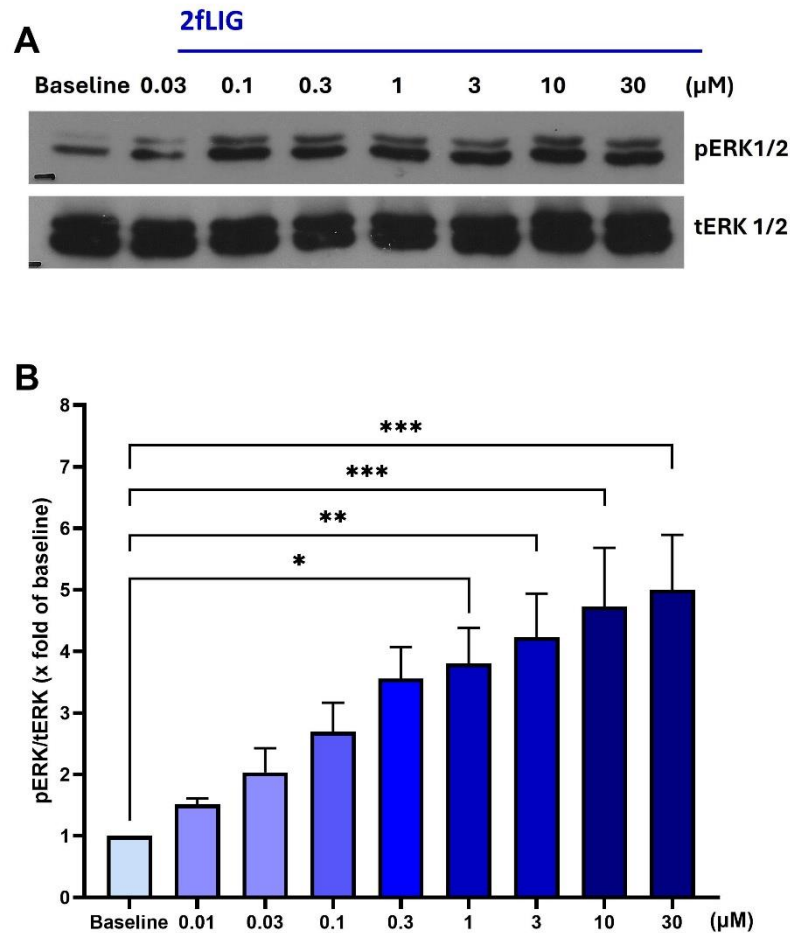 A
2fLIG
Baseline 0.03 0.1 0.3 1 3 10 30 (µM)
pERK1/2
tERK 1/2
B
pERK/tERK (x fold of baseline)
8
7
6
5
4
3
2
1
0
***
***
**
*
Baseline 0.01 0.03 0.1 0.3 1 3 10 30 (µM)